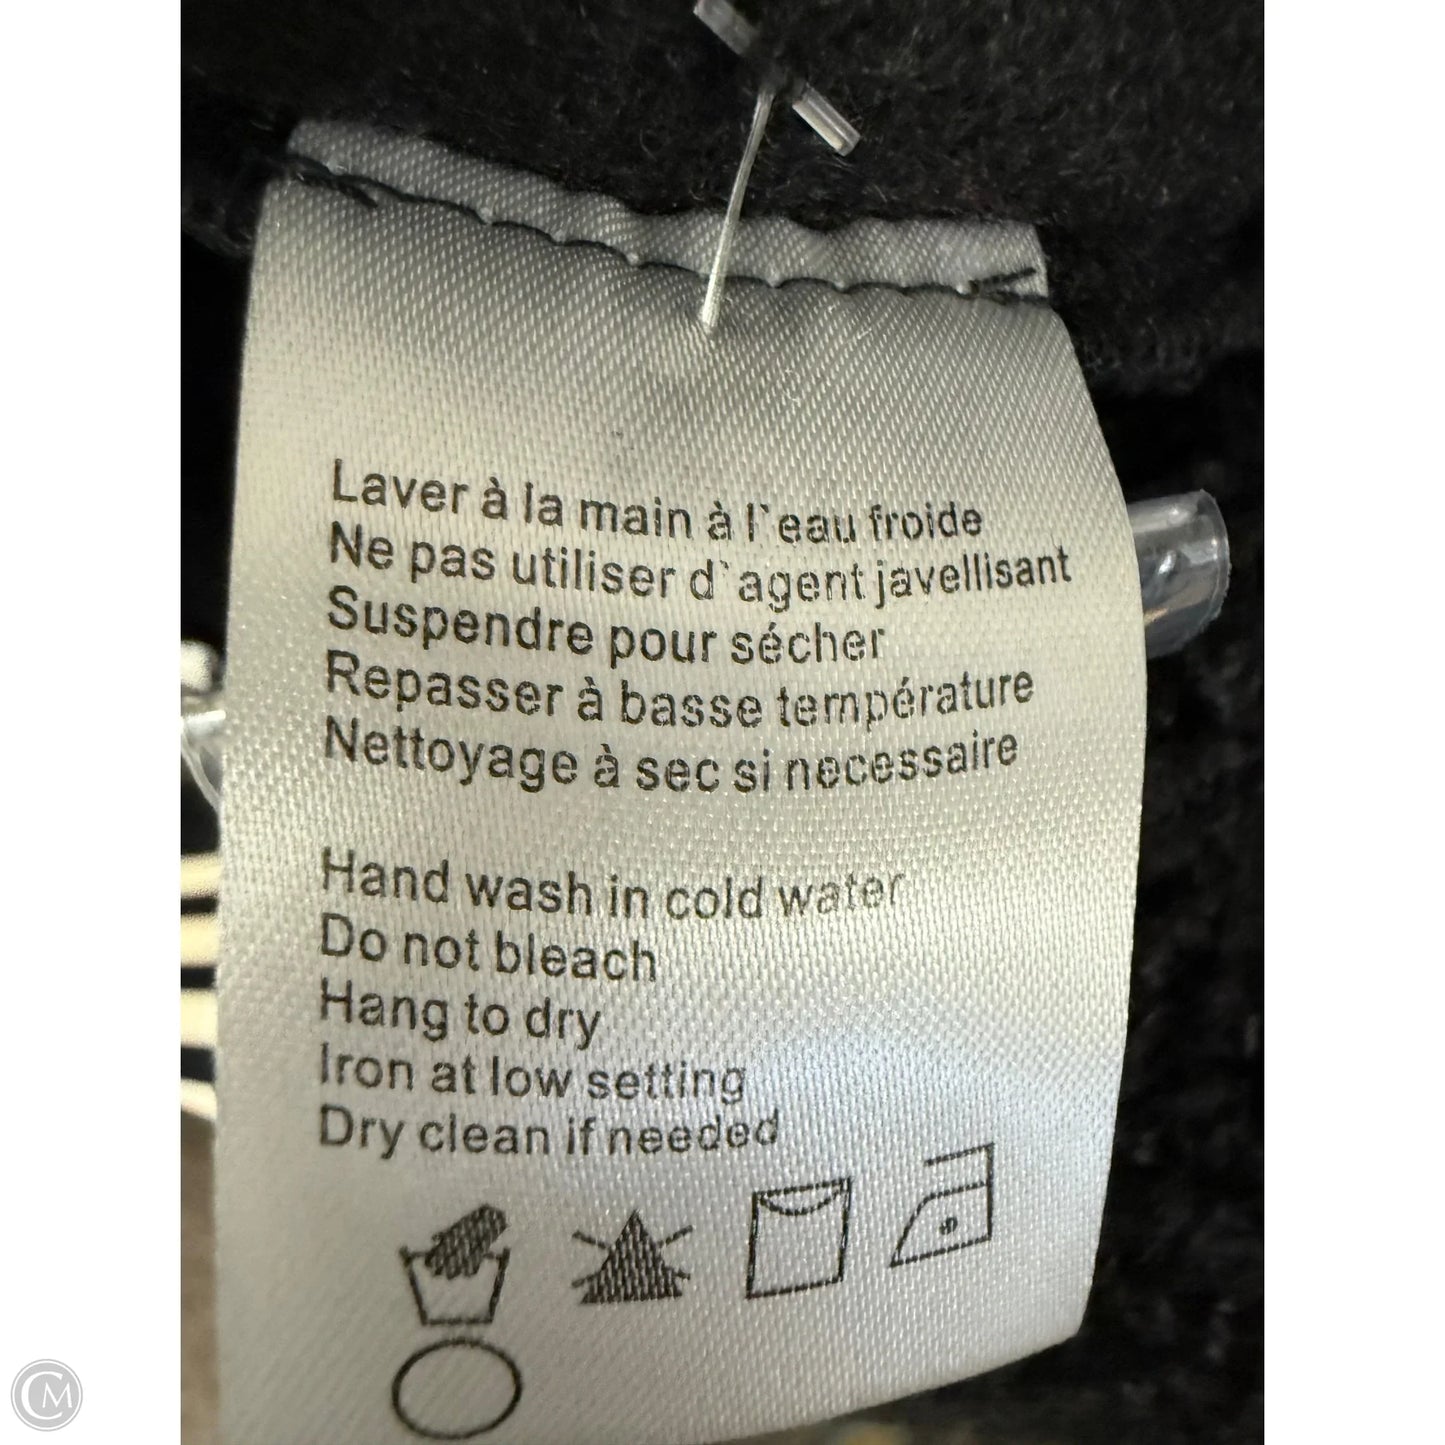 Laver à la main à l`eau froide
Ne pas utiliser d`agent javellisant
Suspendre pour sécher
Repasser à basse température
Nettoyage à sec si necessaire
Hand wash in cold water
Do not bleach
Hang to dry
Iron at low setting
Dry clean if needed
CM